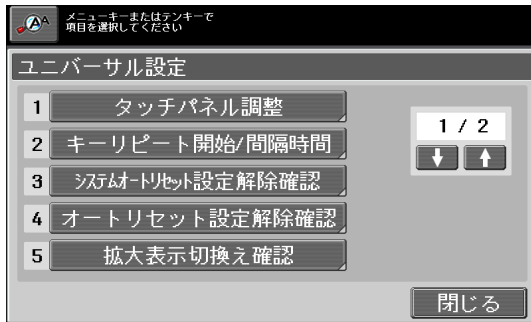 メニューキーまたはテンキーで
項目を選択してください
ユニバーサル設定
1 タッチパネル調整
2 キーリピート開始/間隔時間
3 システムオートリセット設定解除確認
4 オートリセット設定解除確認
5 拡大表示切換え確認
1 / 2
閉じる